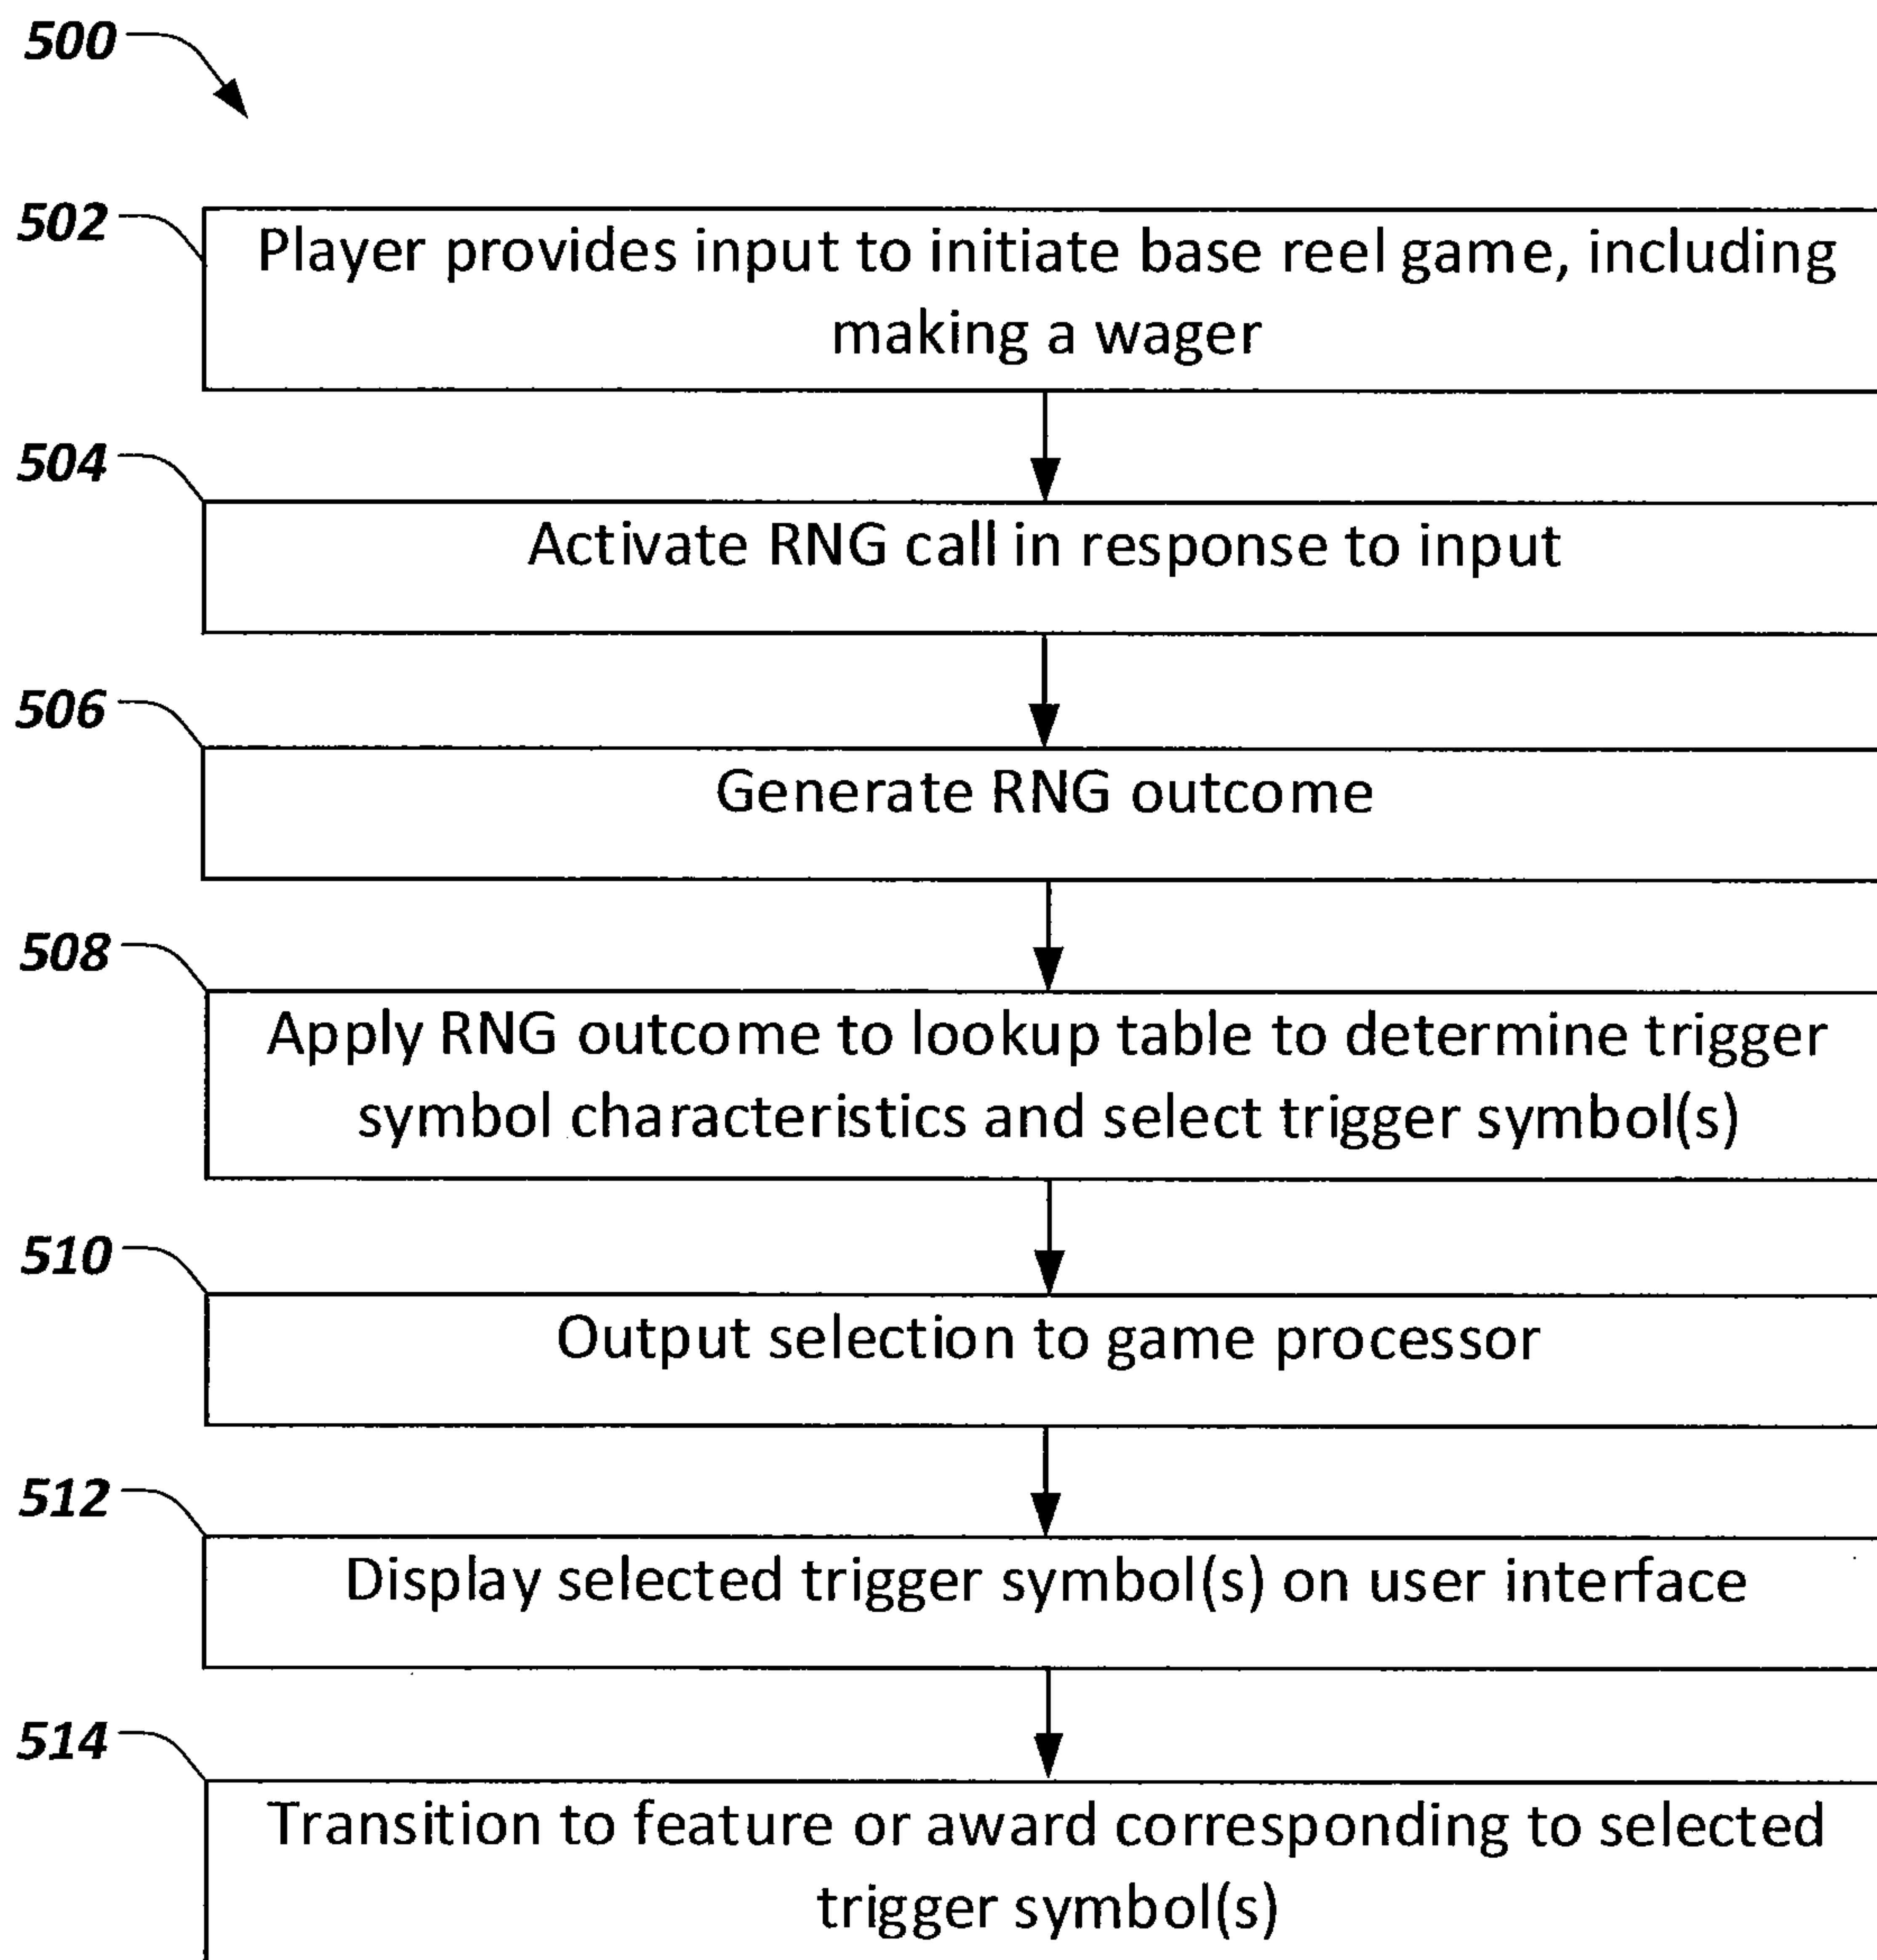 500
502
Player provides input to initiate base reel game, including
making a wager
504
Activate RNG call in response to input
506
Generate RNG outcome
508
Apply RNG outcome to lookup table to determine trigger
symbol characteristics and select trigger symbol(s)
510
Output selection to game processor
512
Display selected trigger symbol(s) on user interface
514
Transition to feature or award corresponding to selected
trigger symbol(s)